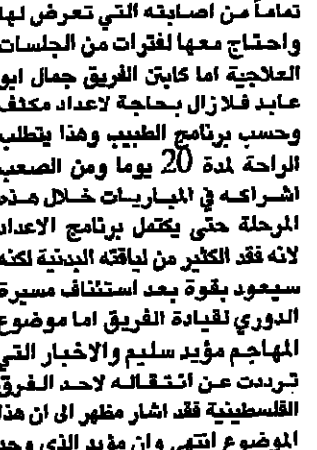 تماماً من اصابته التي تعرض لها
واحتاج معها لفترات من الجلسات
العلاجية اما كابتن الفريق جمال ابو
عابد فلا زال بحاجة لاعداد مكثف
وحسب برنامج الطبيب وهذا يتطلب
الراحة لمدة 20 يوما ومن الصعب
اشراكه في المباريات خلال هذه
المرحلة حتى يكتمل برنامج الاعداد
لانه فقد الكثير من لياقته البدنية لكنه
سيعود بقوة بعد استئناف مسيرة
الدوري لقيادة الفريق اما موضوع
المهاجم مؤيد سليم والاخبار التي
ترددت عن انتقاله لاحد الفرق
الفلسطينية فقد اشار مظهر الى ان هذا
الموضوع انتهى وان مؤيد الذي وجد